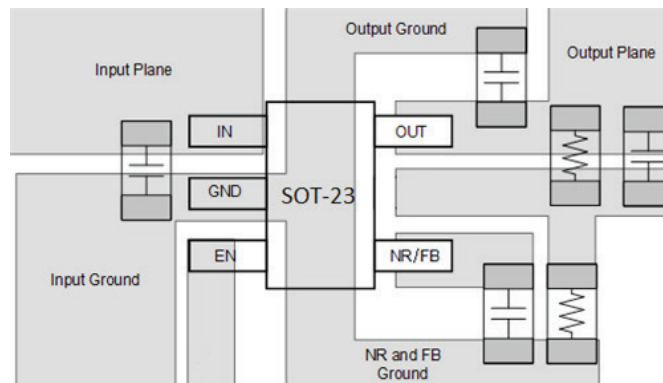 Output Ground
Input Plane
Output Plane
IN
OUT
GND
SOT-23
EN
NR/FB
Input Ground
NR and FB
Ground